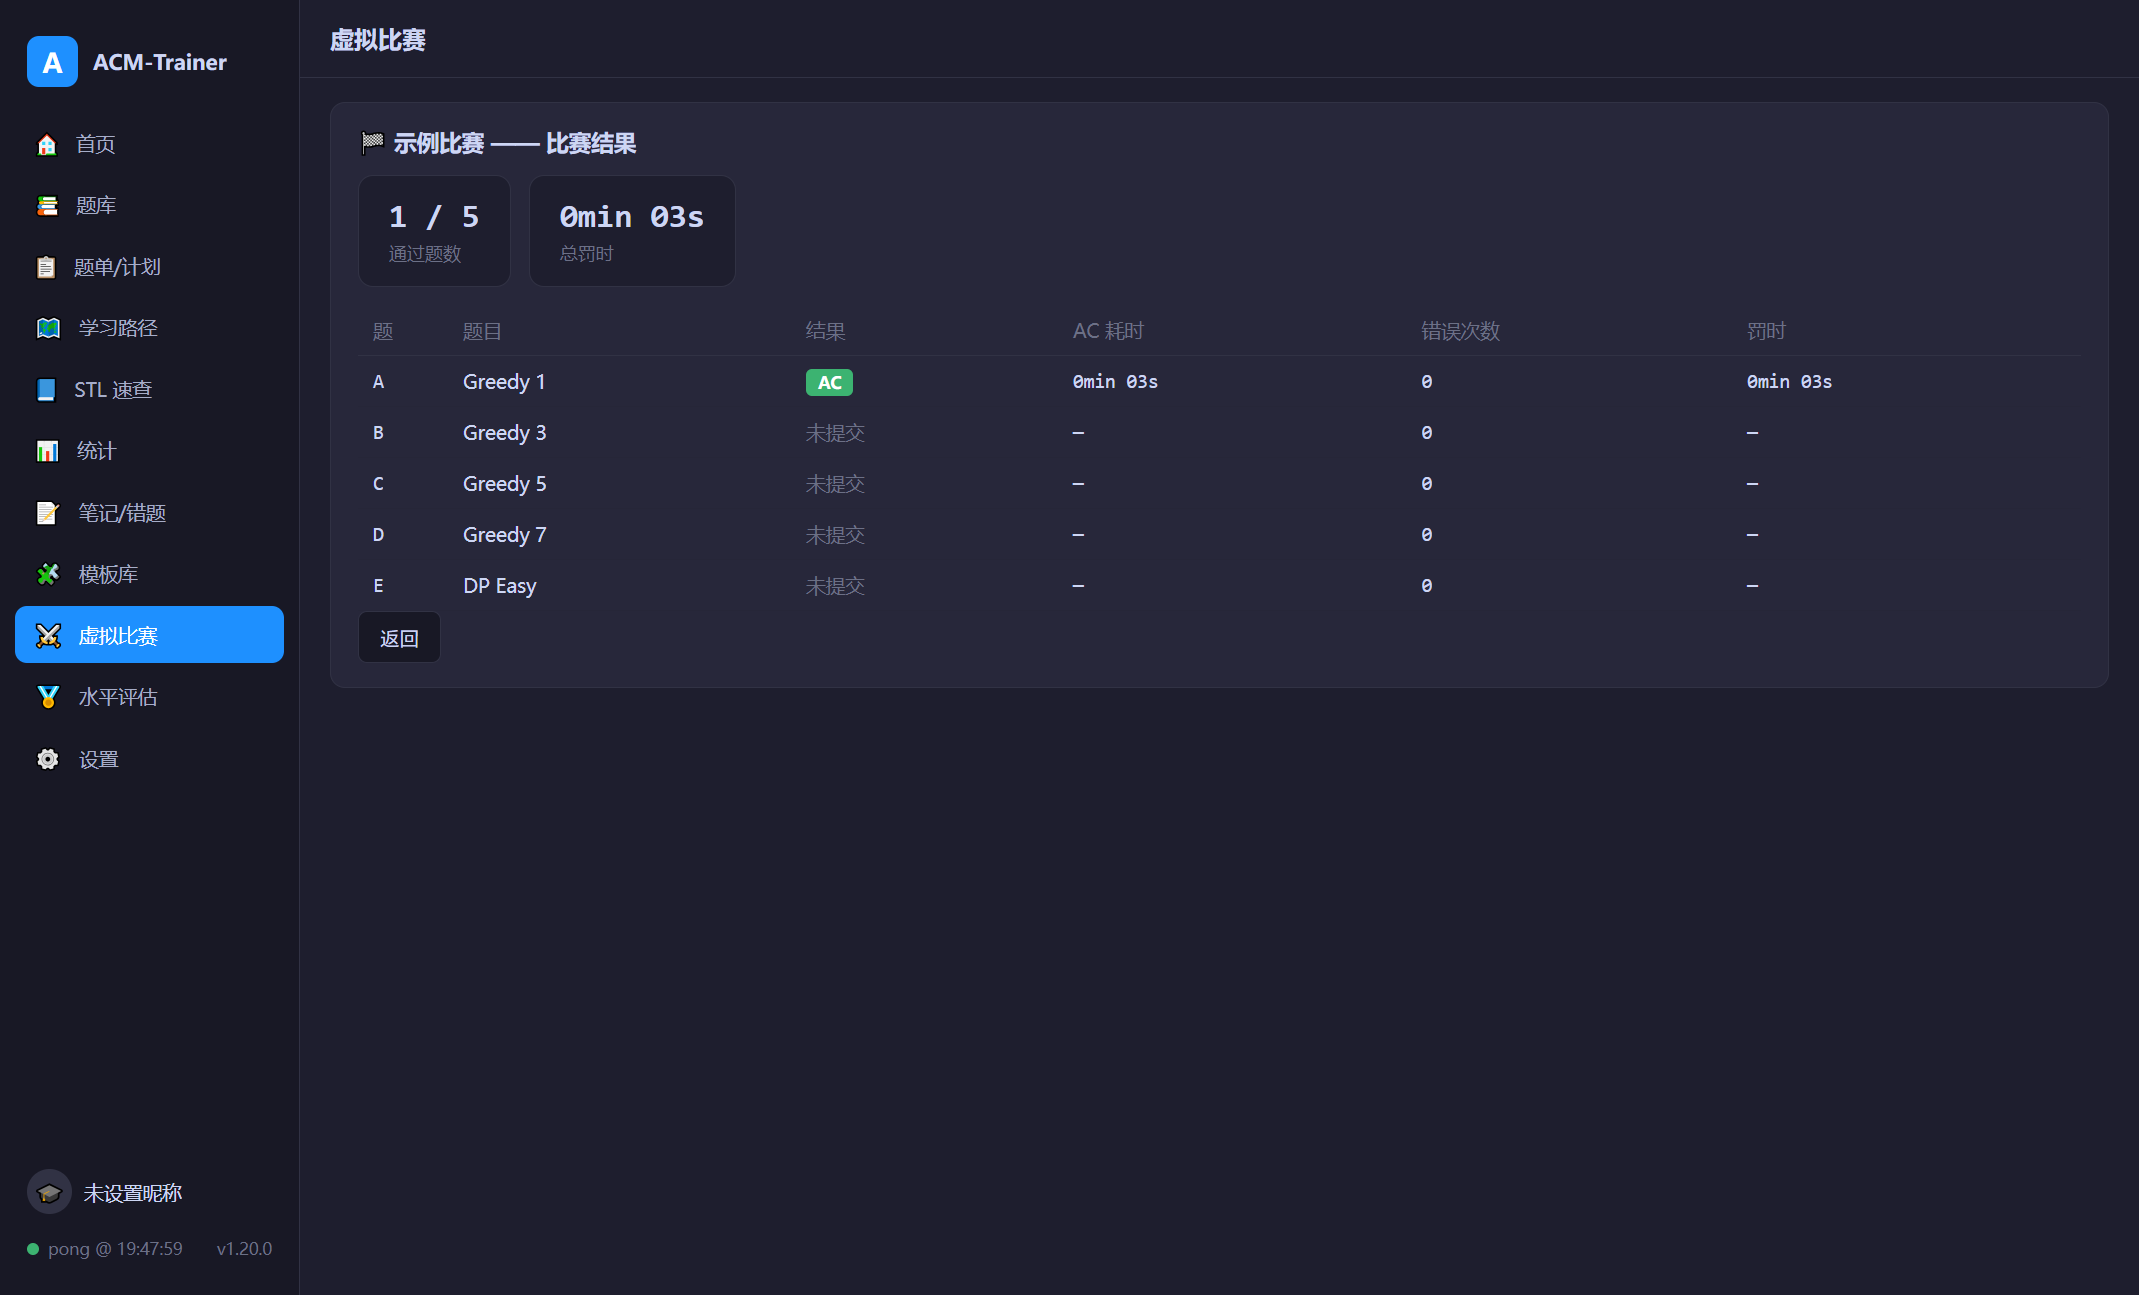 A ACM-Trainer
首页
题库
题单/计划
学习路径
STL 速查
统计
笔记/错题
模板库
虚拟比赛
水平评估
设置
未设置昵称
pong @ 19:47:59 v1.20.0
虚拟比赛
示例比赛 —— 比赛结果
1 / 5
通过题数
0min 03s
总罚时
题 题目 结果 AC 耗时 错误次数 罚时
A Greedy 1 AC 0min 03s 0 0min 03s
B Greedy 3 未提交 — 0 —
C Greedy 5 未提交 — 0 —
D Greedy 7 未提交 — 0 —
E DP Easy 未提交 — 0 —
返回